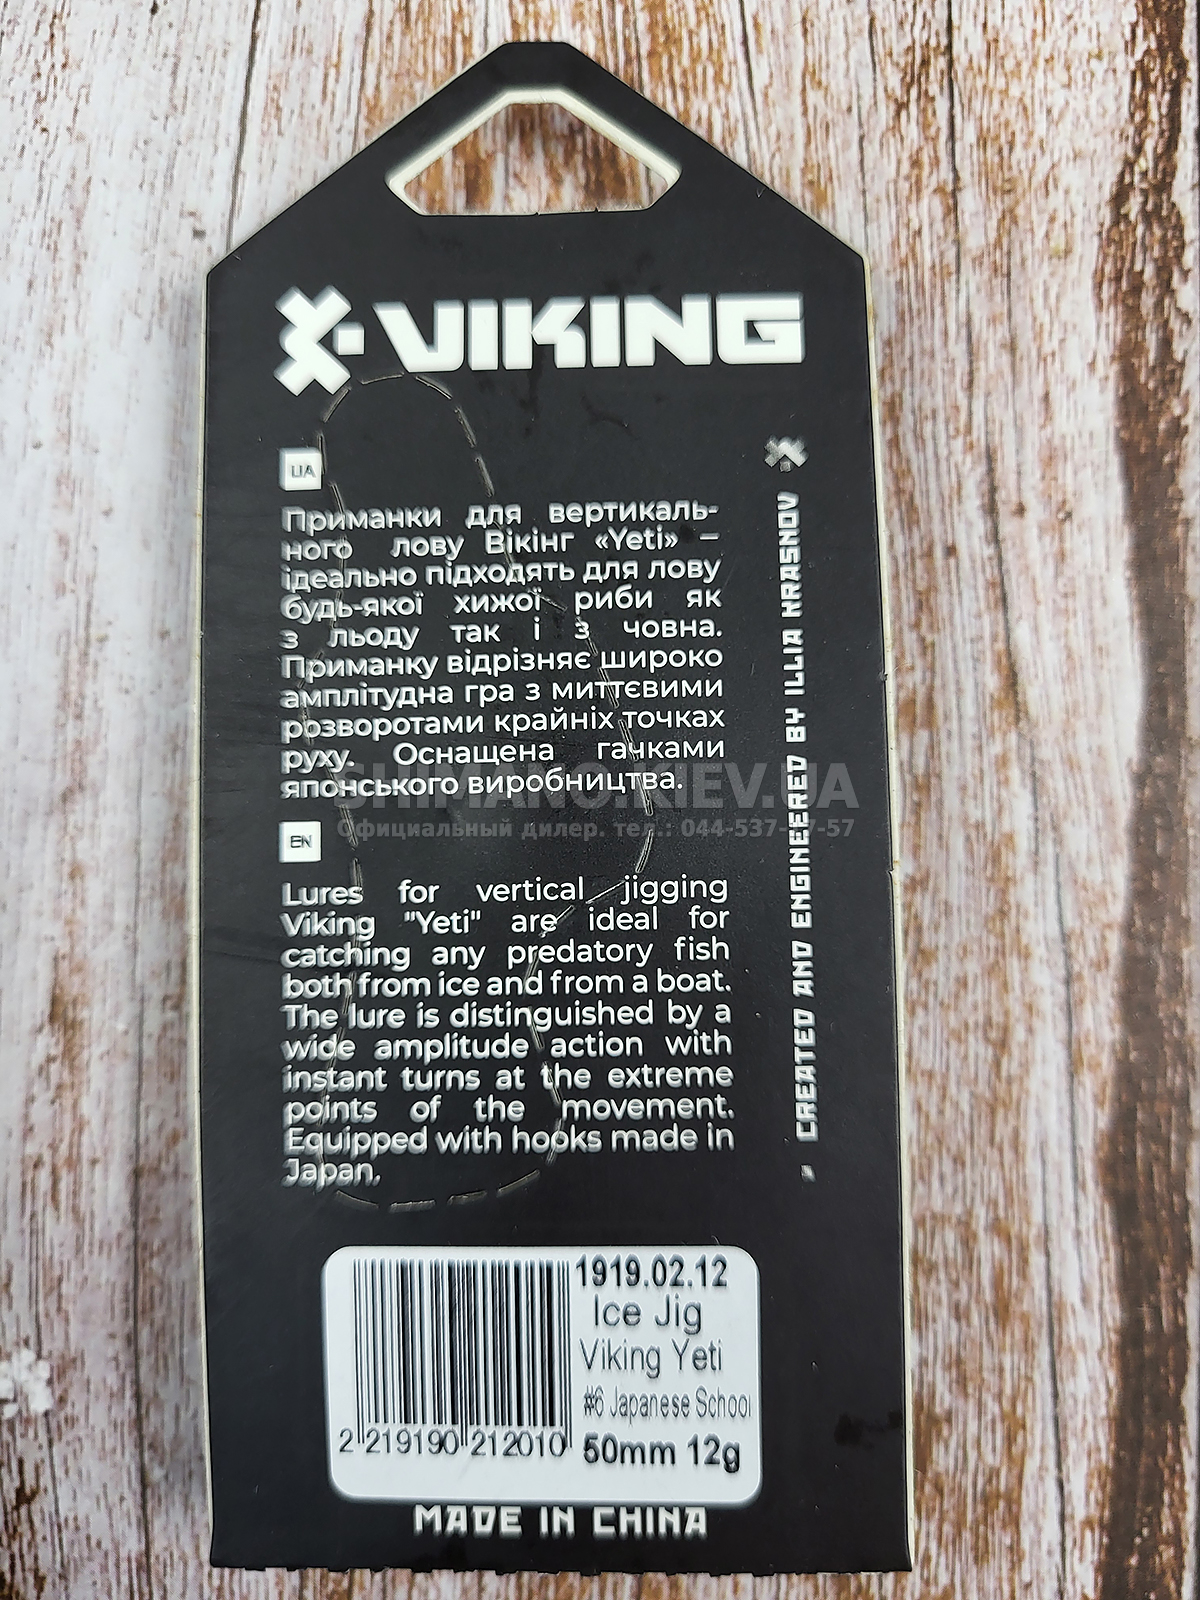 VIKING
UA
Приманки для вертикаль-
ного лову Вікінг «Yeti» –
ідеально підходять для лову
будь-якої хижої риби як
з льоду так і з човна.
Приманку відрізняє широко
амплітудна гра з миттєвими
розворотами крайніх точках
руху. Оснащена гачками
японського виробництва.
SHIMANO.KIEV.UA
Официальный дилер. тел.: 044-537-
EN
Lures for vertical jigging
Viking "Yeti" are ideal for
catching any predatory fish
both from ice and from a boat.
The lure is distinguished by a
wide amplitude action with
instant turns at the extreme
points of the movement.
Equipped with hooks made in
Japan.
CREATED AND ENGINEERED BY ILLIA KRASNOV
1919.02.12
Ice Jig
Viking Yeti
#6 Japanese School
50mm 12g
2 219190 212010
MADE IN CHINA